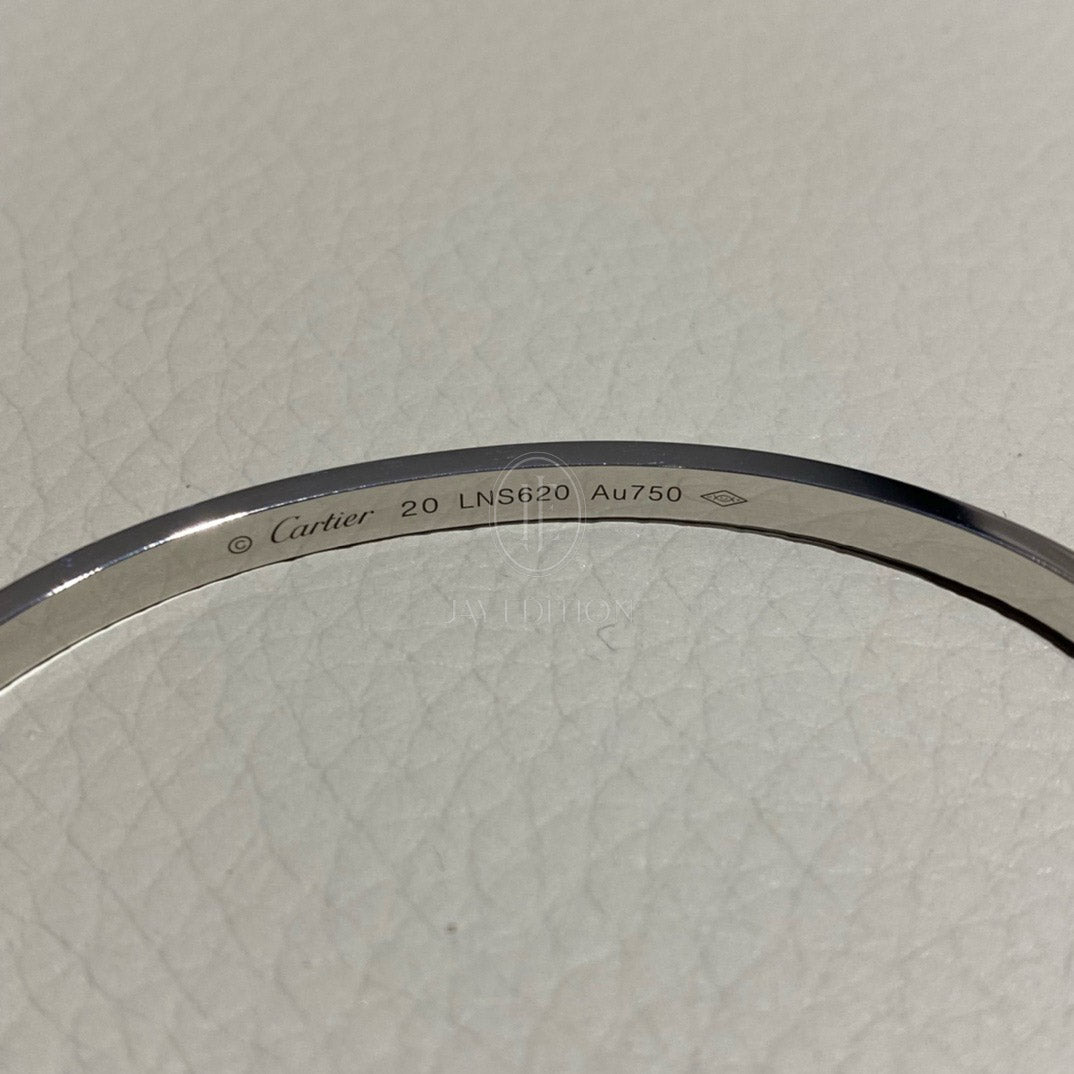 © Cartier 20 LNS620 Au750
JAY EDITION